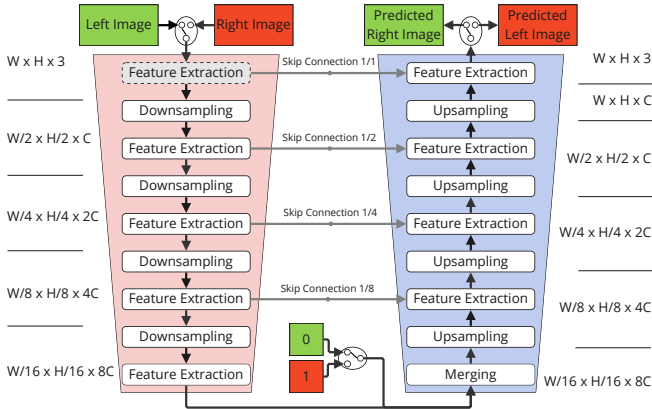 Left Image
Right Image
Predicted
Right Image
Predicted
Left Image
W x H x 3
Feature Extraction
Skip Connection 1/1
Feature Extraction
W x H x 3
Downsampling
Upsampling
W x H x C
W/2 x H/2 x C
Feature Extraction
Skip Connection 1/2
Feature Extraction
W/2 x H/2 x C
Downsampling
Upsampling
W/4 x H/4 x 2C
Feature Extraction
Skip Connection 1/4
Feature Extraction
W/4 x H/4 x 2C
Downsampling
Upsampling
W/8 x H/8 x 4C
Feature Extraction
Skip Connection 1/8
Feature Extraction
W/8 x H/8 x 4C
Downsampling
0
Upsampling
W/16 x H/16 x 8C
Feature Extraction
1
Merging
W/16 x H/16 x 8C